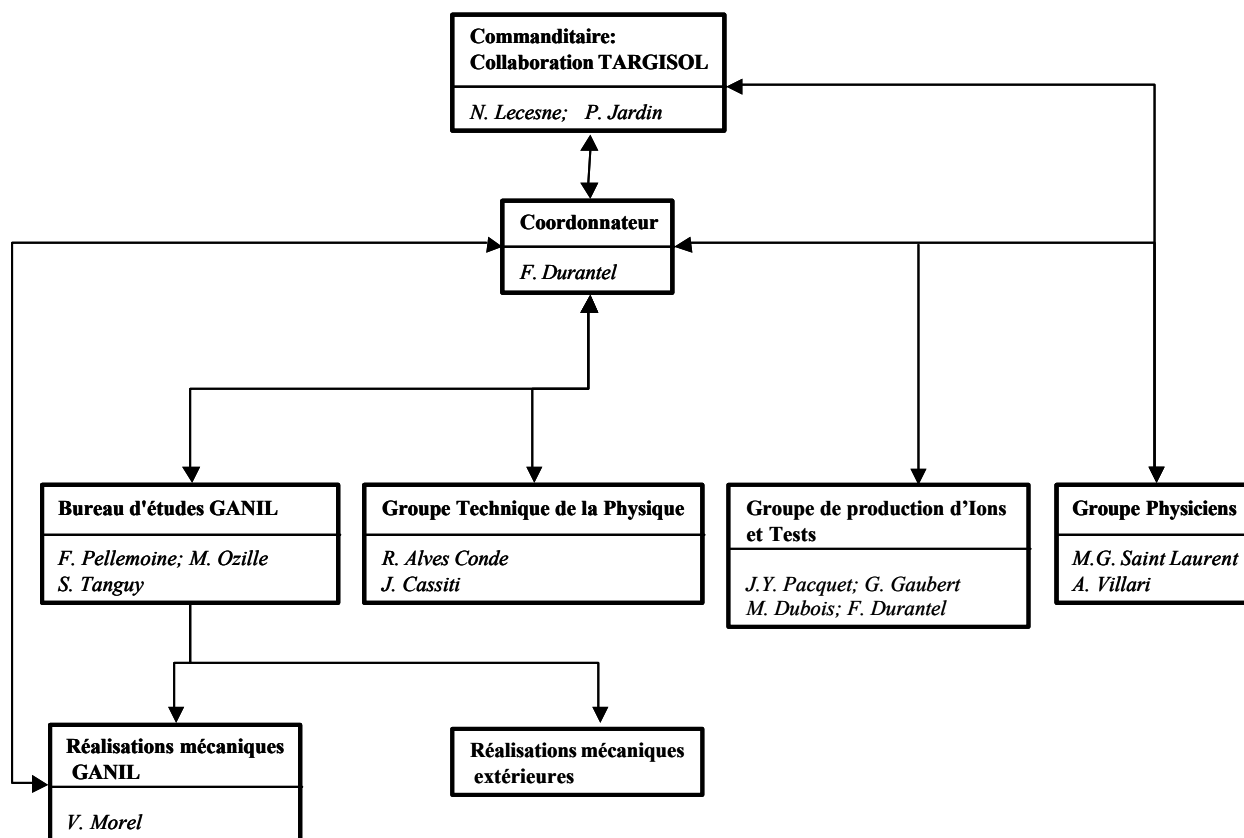 Commanditaire:
Collaboration TARGISOL
N. Lecesne; P. Jardin
Coordonnateur
F. Durantel
Bureau d'études GANIL
F. Pellemoine; M. Ozille
S. Tanguy
Groupe Technique de la Physique
R. Alves Conde
J. Cassiti
Groupe de production d’Ions
et Tests
J.Y. Pacquet; G. Gaubert
M. Dubois; F. Durantel
Groupe Physiciens
M.G. Saint Laurent
A. Villari
Réalisations mécaniques
GANIL
V. Morel
Réalisations mécaniques
extérieures